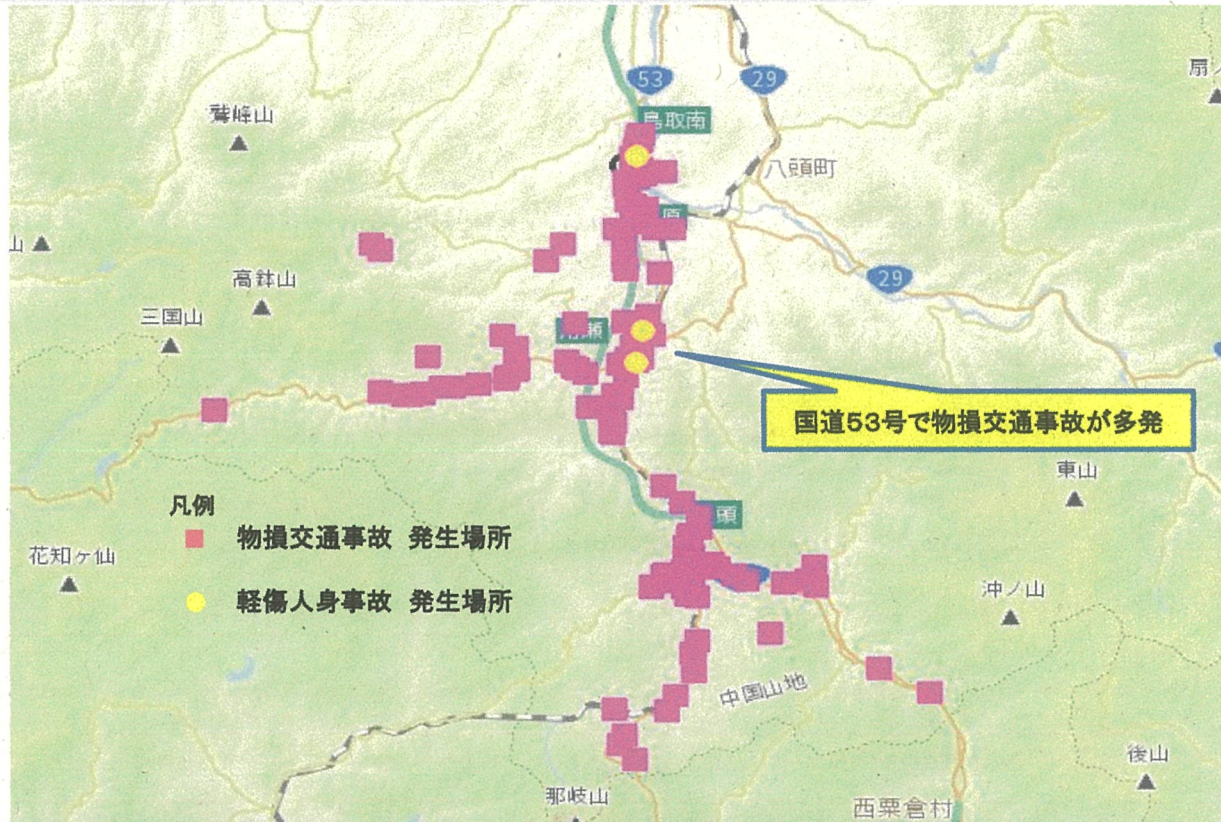 53
29
扇
鷲峰山
鳥取南
八頭町
原
山
高鉢山
29
三国山
瀬
国道53号で物損交通事故が多発
東山
凡例
頭
物損交通事故 発生場所
花知ヶ仙
沖ノ山
軽傷人身事故 発生場所
中国山地
後山
那岐山
西粟倉村